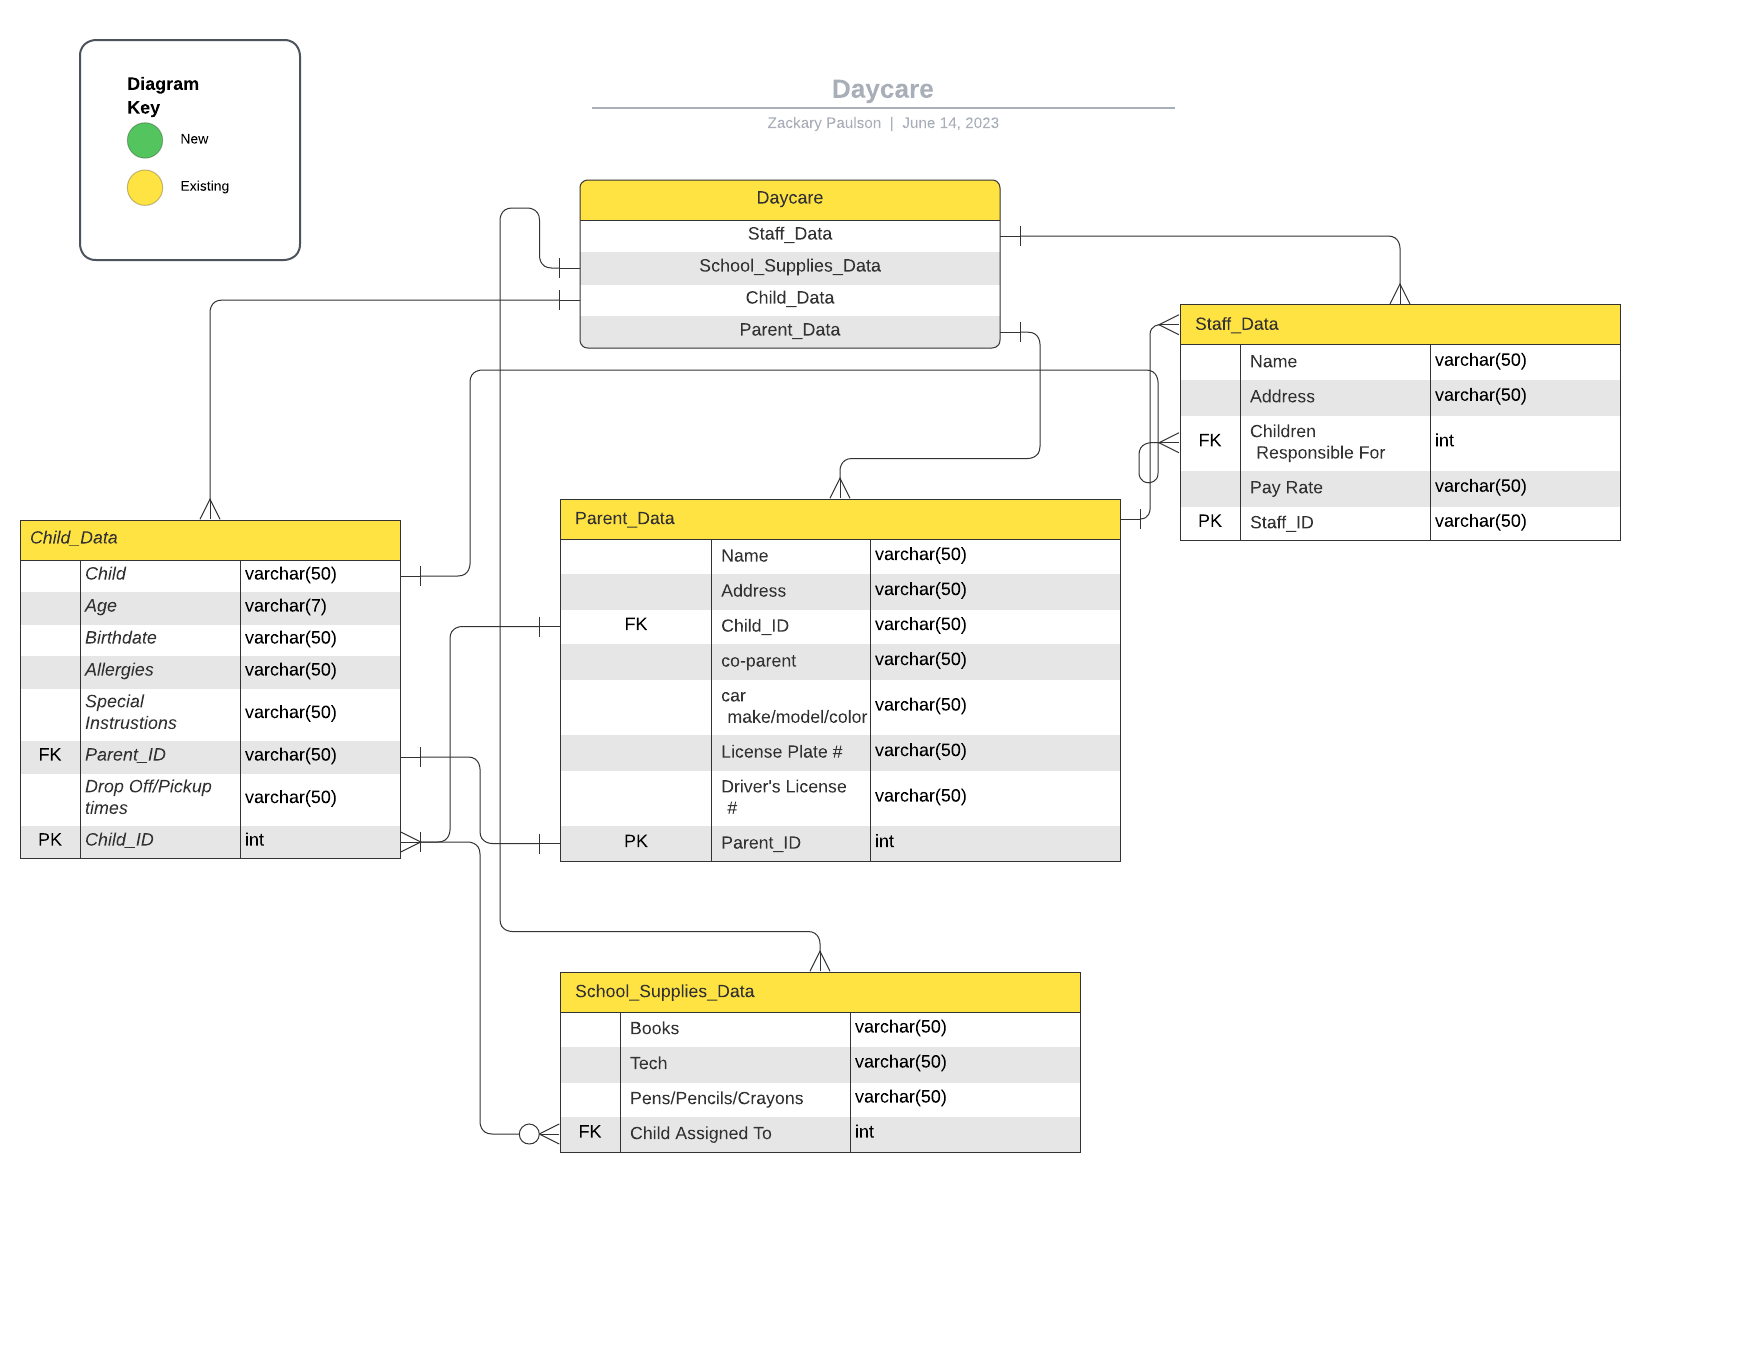 Diagram
Key
New
Existing
Daycare
Zackary Paulson | June 14, 2023
Daycare
Staff_Data
School_Supplies_Data
Child_Data
Parent_Data
Staff_Data
Name varchar(50)
Address varchar(50)
FK Children
Responsible For int
Pay Rate varchar(50)
PK Staff_ID varchar(50)
Child_Data
Child varchar(50)
Age varchar(7)
Birthdate varchar(50)
Allergies varchar(50)
Special
Instrustions varchar(50)
FK Parent_ID varchar(50)
Drop Off/Pickup
times varchar(50)
PK Child_ID int
Parent_Data
Name varchar(50)
Address varchar(50)
FK Child_ID varchar(50)
co-parent varchar(50)
car
make/model/color varchar(50)
License Plate # varchar(50)
Driver's License
# varchar(50)
PK Parent_ID int
School_Supplies_Data
Books varchar(50)
Tech varchar(50)
Pens/Pencils/Crayons varchar(50)
FK Child Assigned To int